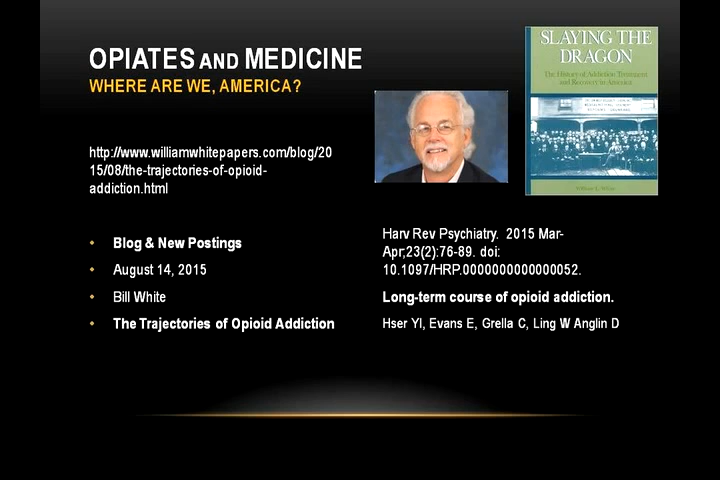 OPIATES AND MEDICINE
WHERE ARE WE, AMERICA?
SLAYING THE
DRAGON
The History of Addiction Treatment
and Recovery in America
William L. White
http://www.williamwhitepapers.com/blog/20
15/08/the-trajectories-of-opioid-
addiction.html
• Blog & New Postings
• August 14, 2015
• Bill White
• The Trajectories of Opioid Addiction
Harv Rev Psychiatry. 2015 Mar-
Apr;23(2):76-89. doi:
10.1097/HRP.0000000000000052.
Long-term course of opioid addiction.
Hser YI, Evans E, Grella C, Ling W Anglin D